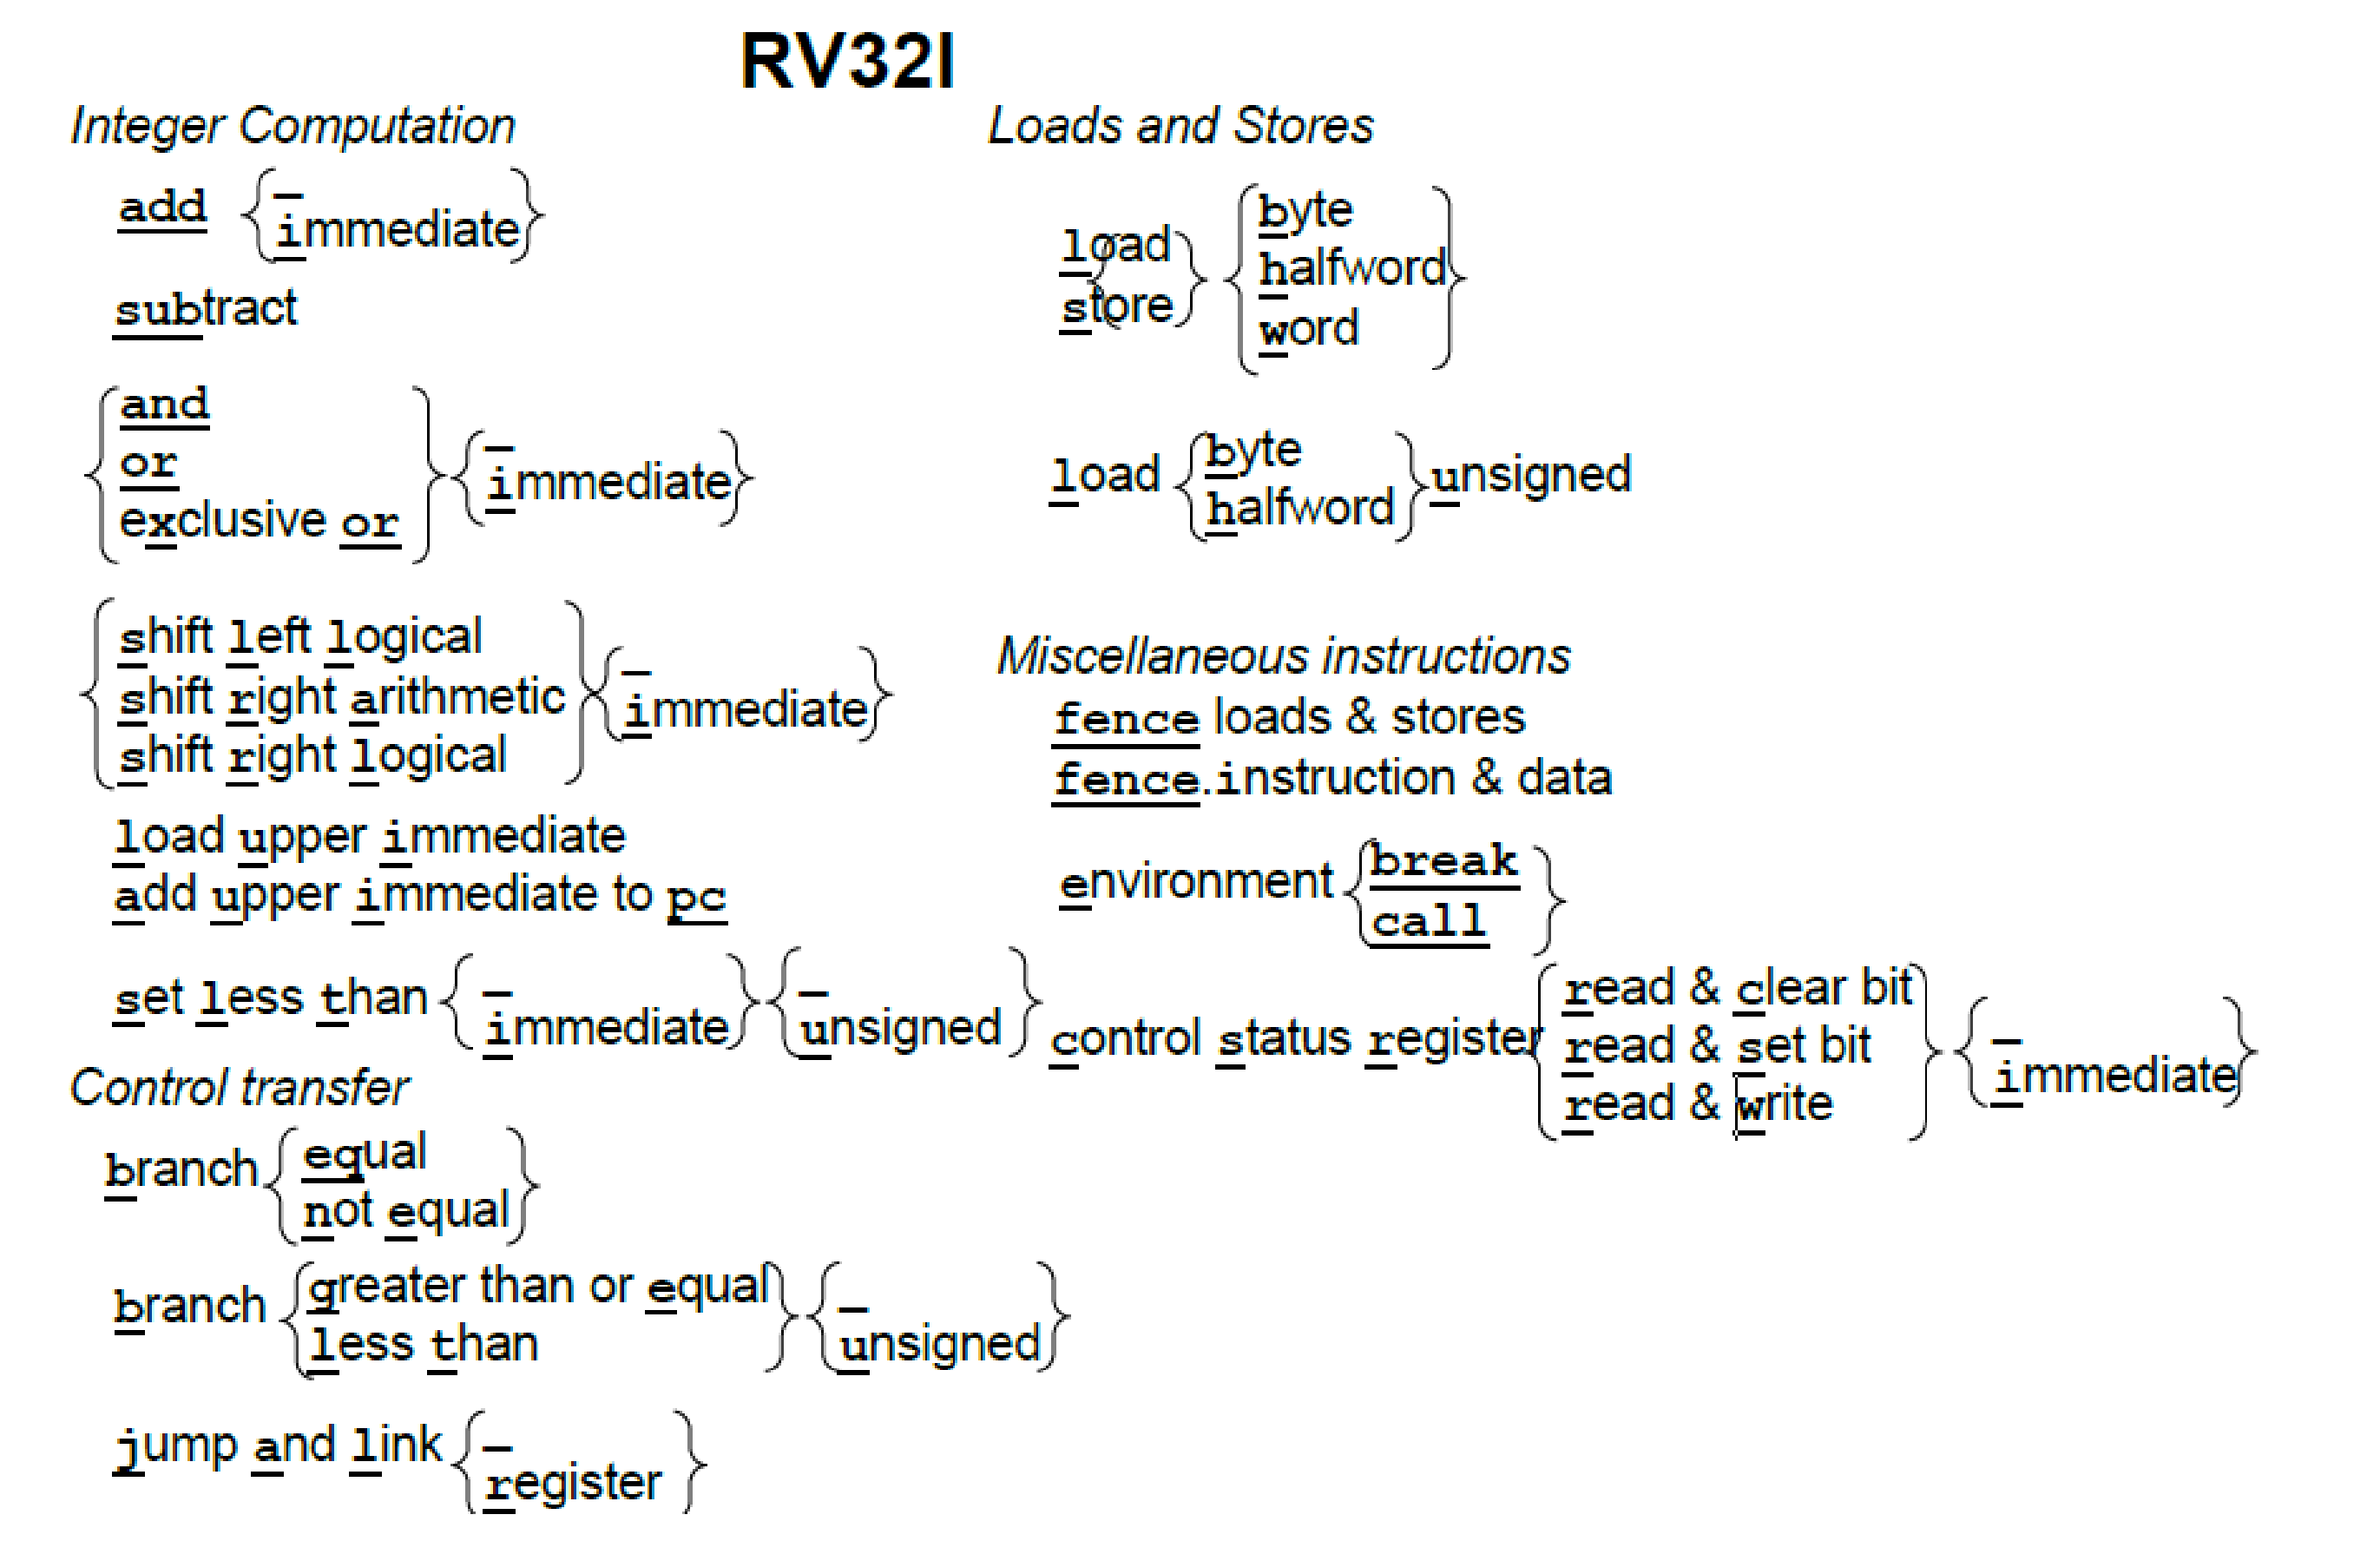 RV32I
Integer Computation
add { _ immediate }
subtract
and
or
exclusive or
{ _ immediate }
shift left logical
shift right arithmetic
shift right logical
{ _ immediate }
load upper immediate
add upper immediate to pc
set less than { _ immediate } { _ unsigned }
Control transfer
branch
equal
not equal
branch
greater than or equal
less than
{ _ unsigned }
jump and link { _ register }
Loads and Stores
load
store
byte
halfword
word
load
byte
halfword
unsigned
Miscellaneous instructions
fence loads & stores
fence.instruction & data
environment
break
call
control status register
read & clear bit
read & set bit
read & write
{ _ immediate }